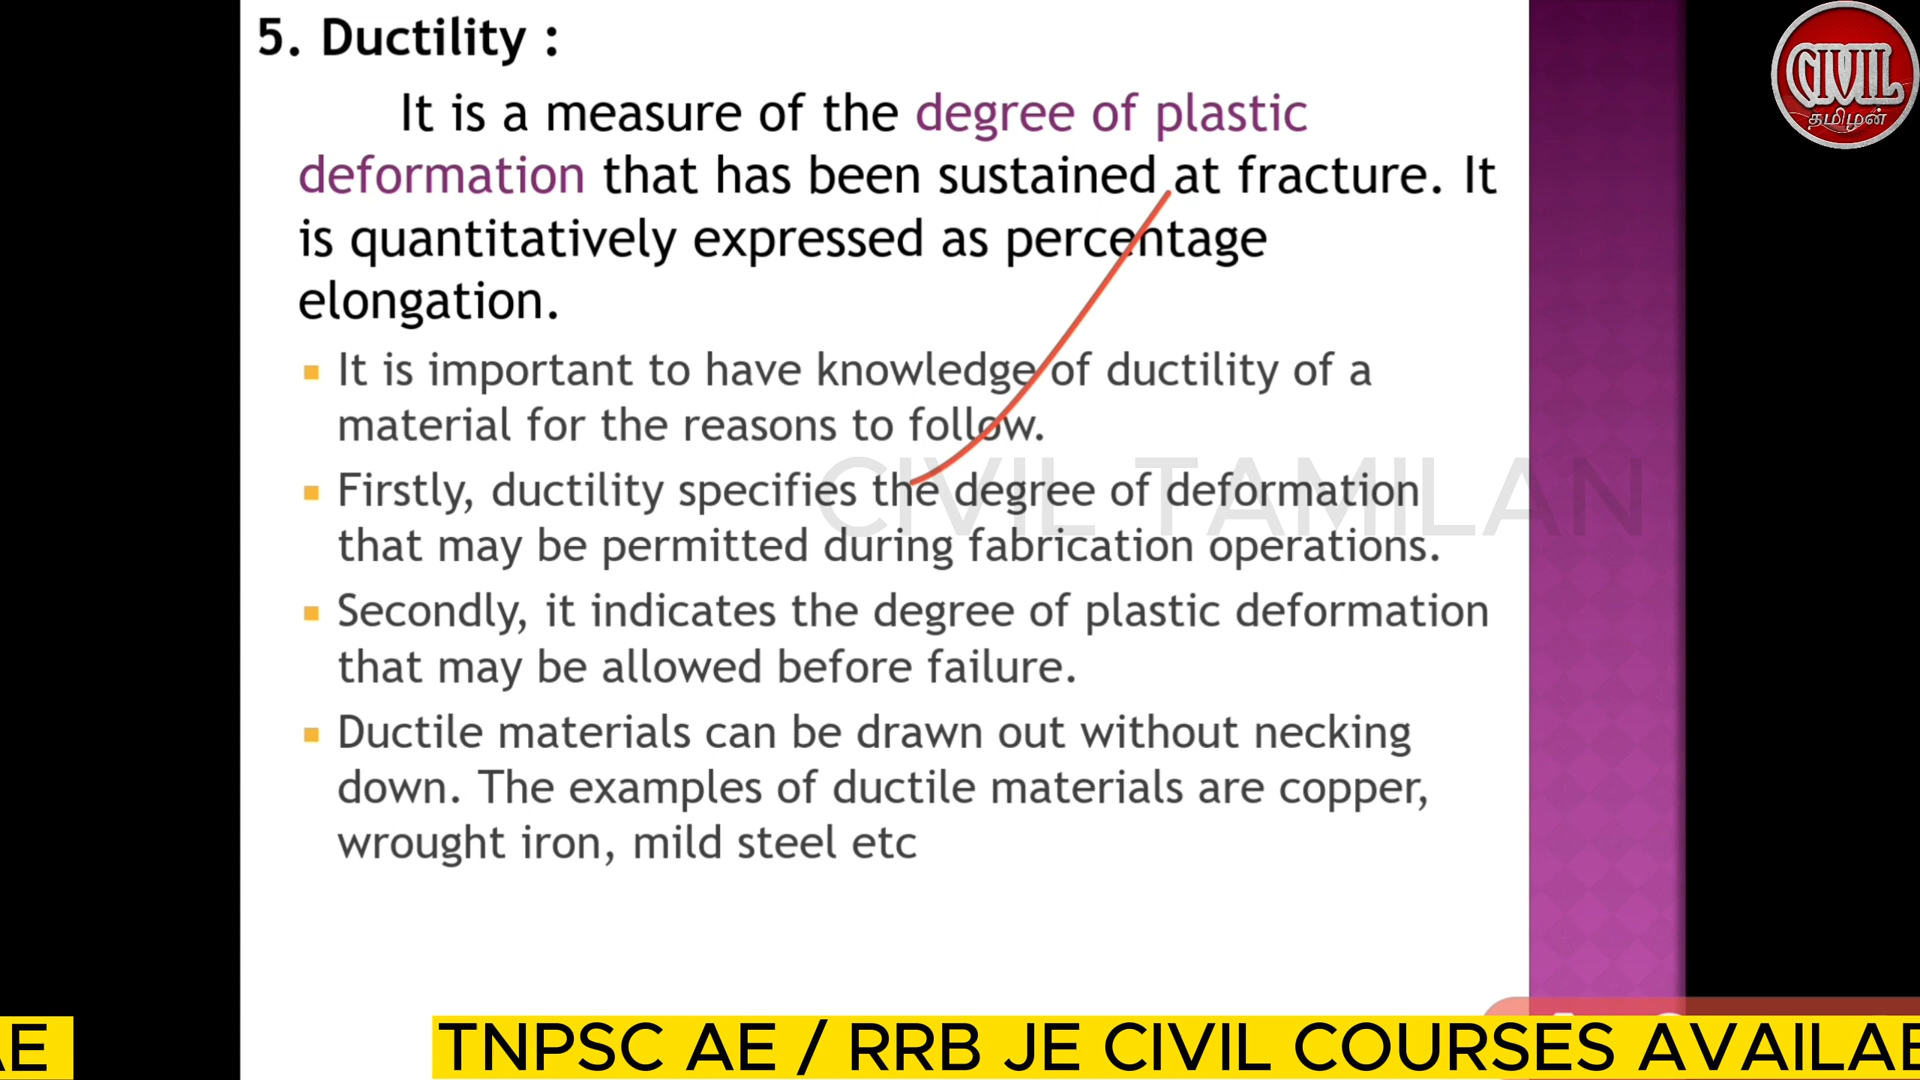 5. Ductility :
It is a measure of the degree of plastic
deformation that has been sustained at fracture. It
is quantitatively expressed as percentage
elongation.
It is important to have knowledge of ductility of a
material for the reasons to follow.
Firstly, ductility specifies the degree of deformation
that may be permitted during fabrication operations.
Secondly, it indicates the degree of plastic deformation
that may be allowed before failure.
Ductile materials can be drawn out without necking
down. The examples of ductile materials are copper,
wrought iron, mild steel etc
CIVIL TAMILAN
CIVIL
தமிழன்
AE
TNPSC AE / RRB JE CIVIL COURSES AVAILAB